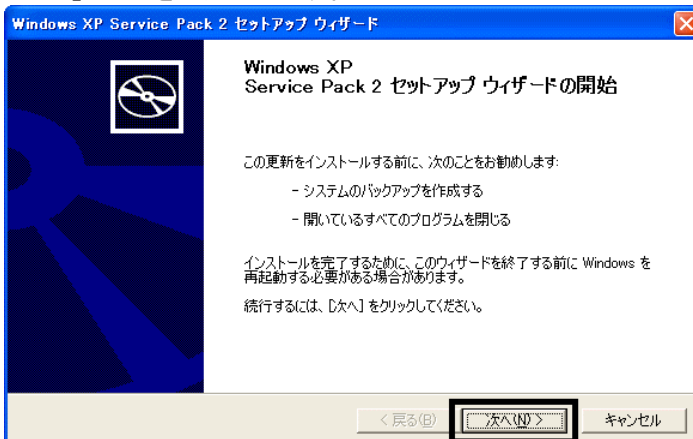 Windows XP Service Pack 2 セットアップ ウィザード
Windows XP
Service Pack 2 セットアップ ウィザードの開始
この更新をインストールする前に、次のことをお勧めします:
- システムのバックアップを作成する
- 開いているすべてのプログラムを閉じる
インストールを完了するために、このウィザードを終了する前に Windows を
再起動する必要がある場合があります。
続行するには、[次へ] をクリックしてください。
< 戻る(B) 次へ(N) > キャンセル